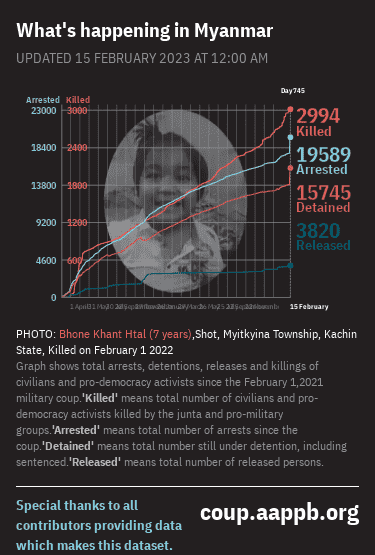 What's happening in Myanmar
UPDATED 15 FEBRUARY 2023 AT 12:00 AM
Day745
Arrested Killed
23000 3000
2994
Killed
18400 2400
19589
Arrested
13800 1800
15745
Detained
9200 1200
3820
Released
4600 600
0
15 February
PHOTO: Bhone Khant Htal (7 years),Shot, Myitkyina Township, Kachin
State, Killed on February 1 2022
Graph shows total arrests, detentions, releases and killings of
civilians and pro-democracy activists since the February 1,2021
military coup.'Killed' means total number of civilians and pro-
democracy activists killed by the junta and pro-military
groups.'Arrested' means total number of arrests since the
coup.'Detained' means total number still under detention, including
sentenced.'Released' means total number of released persons.
Special thanks to all
contributors providing data
which makes this dataset.
coup.aappb.org